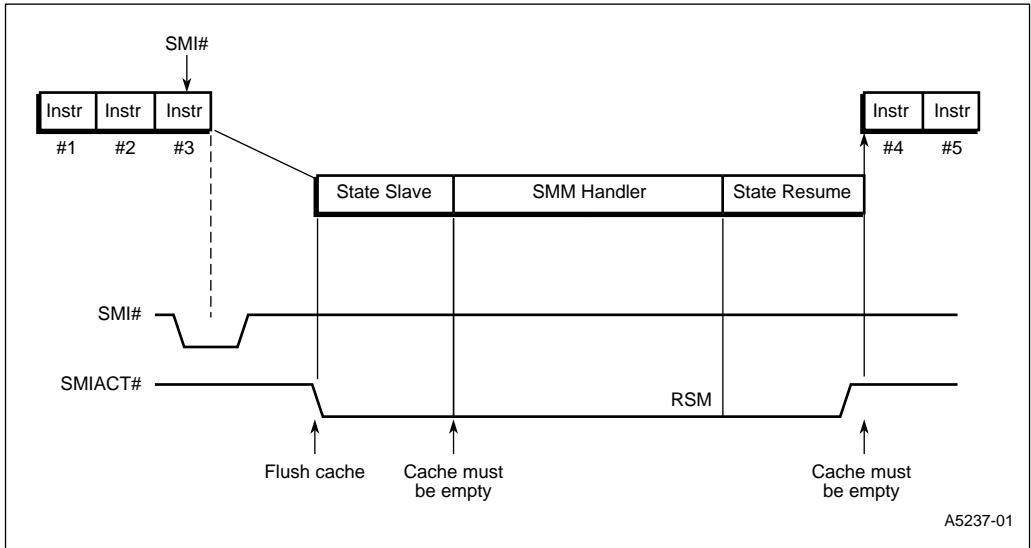 SMI#
Instr Instr Instr
#1 #2 #3
Instr Instr
#4 #5
State Slave SMM Handler State Resume
SMI#
SMIACT#
RSM
Flush cache
Cache must
be empty
Cache must
be empty
A5237-01